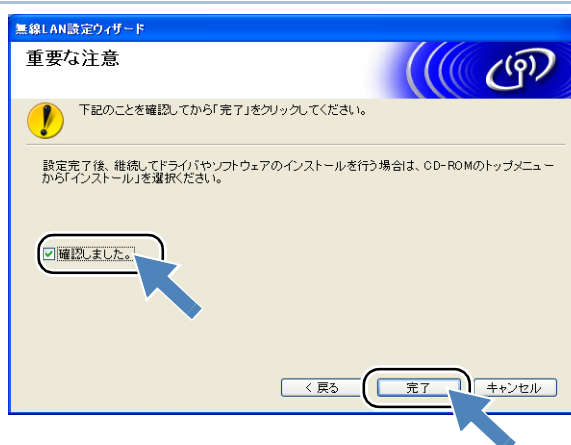 無線LAN設定ウィザード
重要な注意
下記のことを確認してから「完了」をクリックしてください。
設定完了後、継続してドライバやソフトウェアのインストールを行う場合は、CD-ROMのトップメニュー
から「インストール」を選択ください。
確認しました。
< 戻る 完了 キャンセル